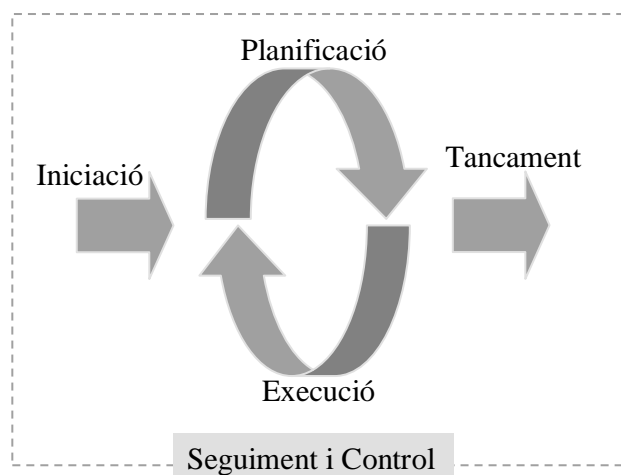 Planificació
Iniciació
Tancament
Execució
Seguiment i Control